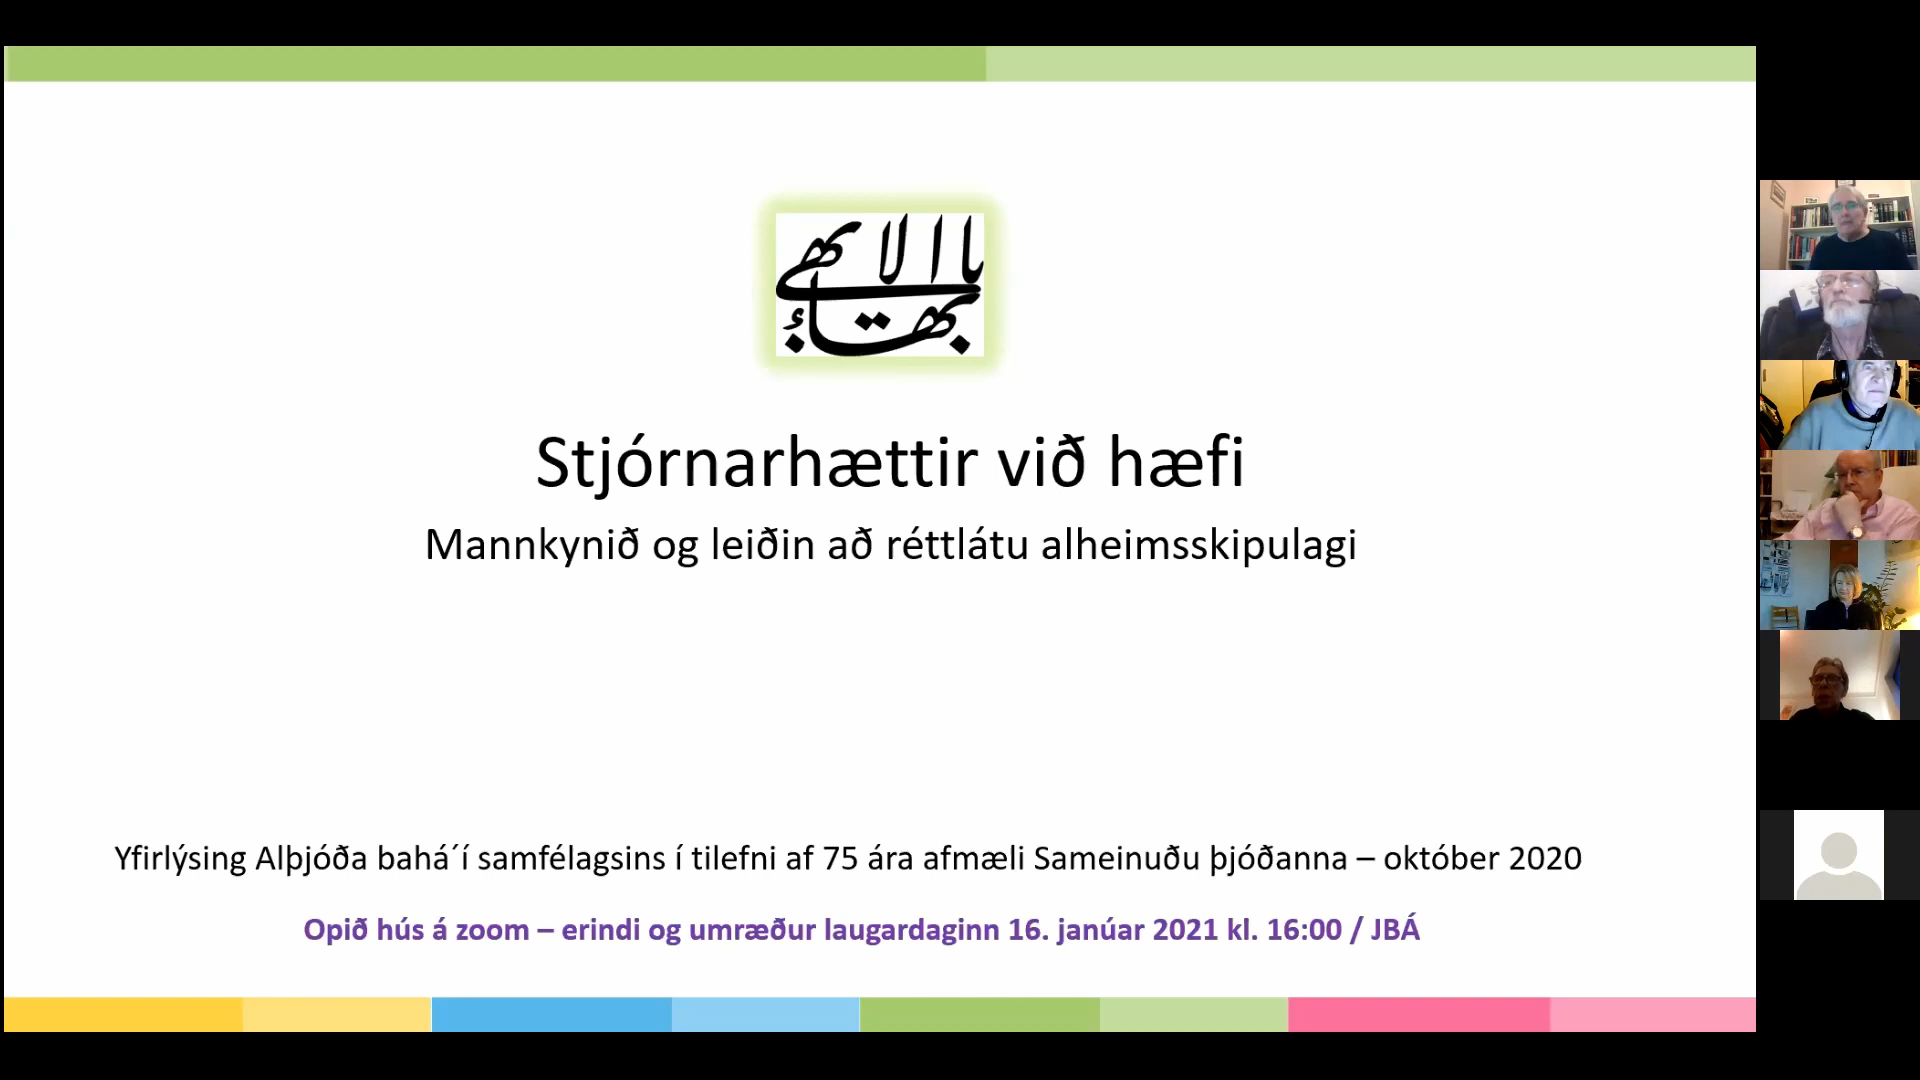 يا بهاء الابهى
Stjórnarhættir við hæfi
Mannkynið og leiðin að réttlátu alheimsskipulagi
Yfirlýsing Alþjóða bahá´í samfélagsins í tilefni af 75 ára afmæli Sameinuðu þjóðanna – október 2020
Opið hús á zoom – erindi og umræður laugardaginn 16. janúar 2021 kl. 16:00 / JBÁ